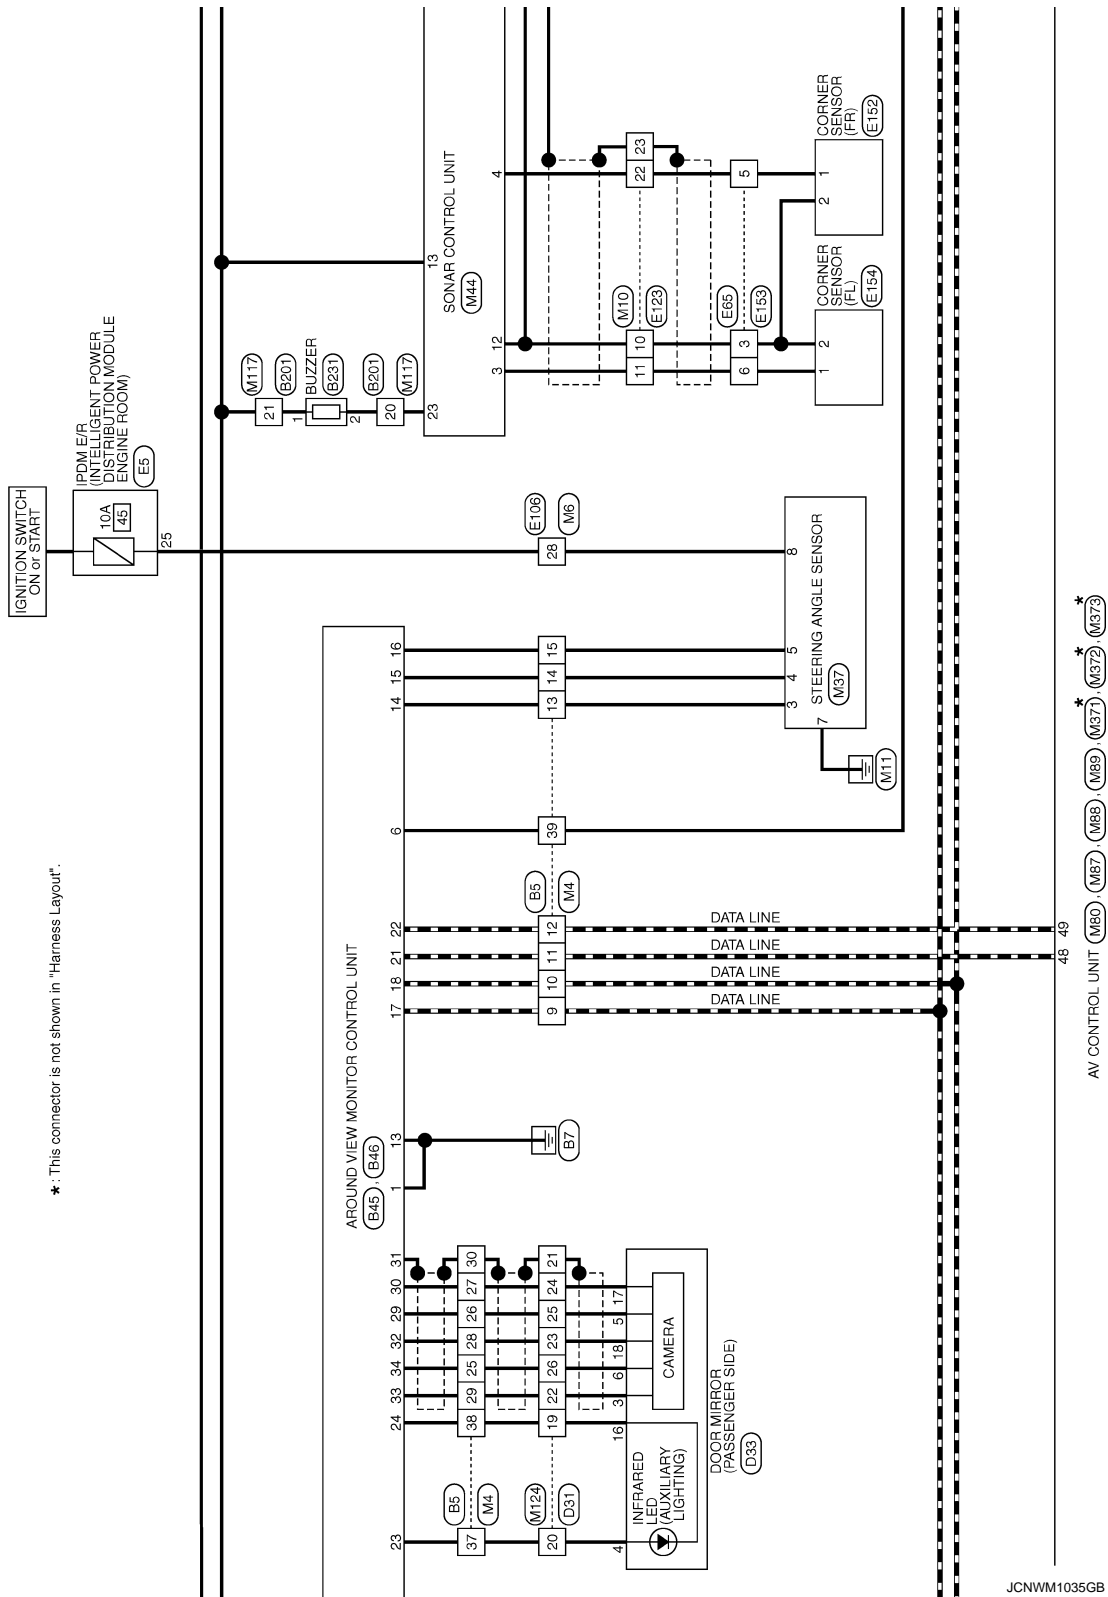 IGNITION SWITCH
ON or START
IPDM E/R
(INTELLIGENT POWER
DISTRIBUTION MODULE
ENGINE ROOM)
E5
10A
45
25
M117
21
B201
1
BUZZER
B231
2
B201
20
M117
23
13
SONAR CONTROL UNIT
M44
3
12
4
11
10
22
23
M10
E123
6
3
5
E65
E153
1
2
CORNER
SENSOR
(FL)
E154
2
1
CORNER
SENSOR
(FR)
E152
E106
28
M6
8
STEERING ANGLE SENSOR
M37
3
4
5
7
M11
14
15
16
13
14
15
6
39
B5
M4
AROUND VIEW MONITOR CONTROL UNIT
B45 , B46
17
18
21
22
9
10
11
12
DATA LINE
DATA LINE
DATA LINE
DATA LINE
48
49
1
13
B7
23
24
33
34
32
29
30
31
37
38
29
25
28
26
27
30
B5
M4
20
19
22
26
23
25
24
21
M124
D31
4
16
3
6
18
5
17
INFRARED
LED
(AUXILIARY
LIGHTING)
CAMERA
DOOR MIRROR
(PASSENGER SIDE)
D33
AV CONTROL UNIT M80 , M87 , M88 , M89 , M371* , M372* , M373*
* : This connector is not shown in "Harness Layout".
JCNWM1035GB